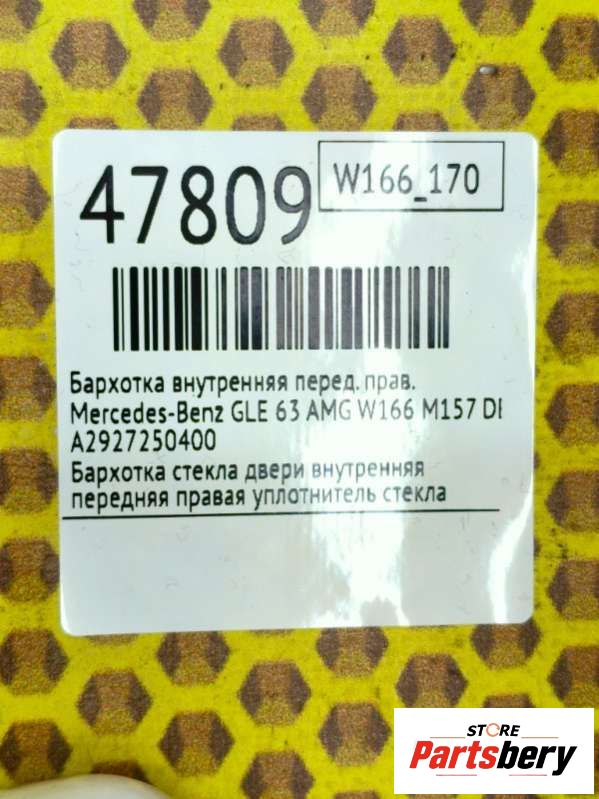 47809
W166_170
Бархотка внутренняя перед. прав.
Mercedes-Benz GLE 63 AMG W166 M157 DI
A2927250400
Бархотка стекла двери внутренняя
передняя правая уплотнитель стекла
STORE
Partsbery